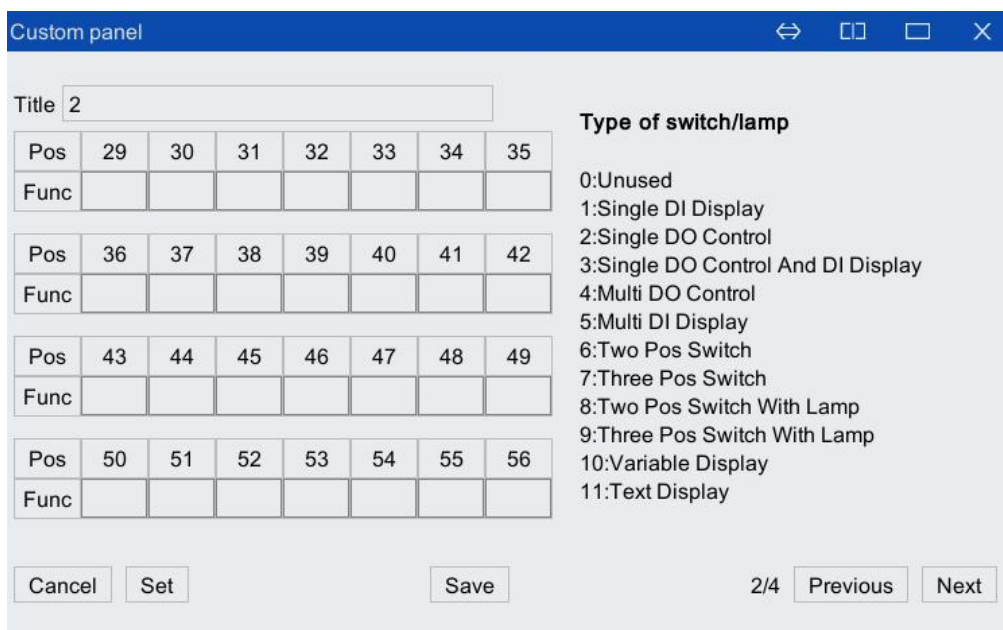 Custom panel
Title 2
Pos 29 30 31 32 33 34 35
Func
Pos 36 37 38 39 40 41 42
Func
Pos 43 44 45 46 47 48 49
Func
Pos 50 51 52 53 54 55 56
Func
Type of switch/lamp
0:Unused
1:Single DI Display
2:Single DO Control
3:Single DO Control And DI Display
4:Multi DO Control
5:Multi DI Display
6:Two Pos Switch
7:Three Pos Switch
8:Two Pos Switch With Lamp
9:Three Pos Switch With Lamp
10:Variable Display
11:Text Display
Cancel Set Save 2/4 Previous Next